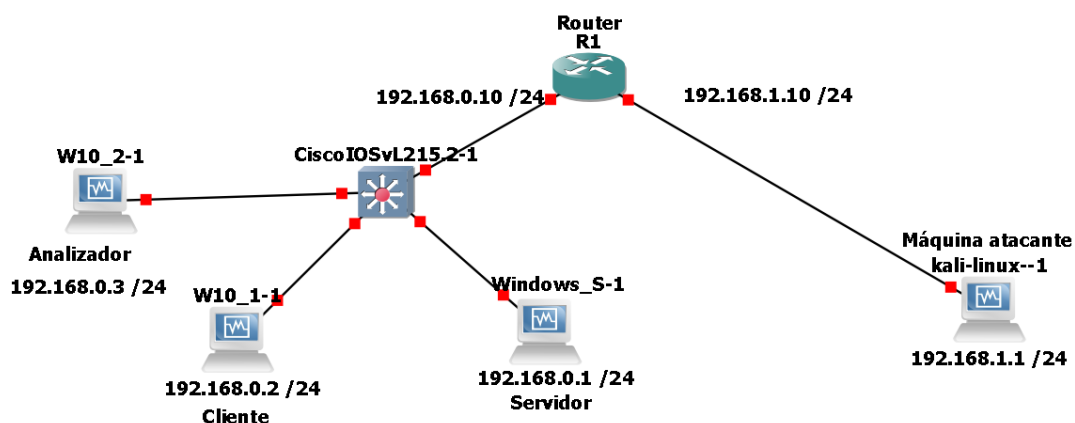 Router
R1
192.168.0.10 /24
192.168.1.10 /24
W10_2-1
CiscoIOSvL215.2-1
Analizador
192.168.0.3 /24
Máquina atacante
kali-linux--1
W10_1-1
Windows_S-1
192.168.1.1 /24
192.168.0.2 /24
192.168.0.1 /24
Cliente
Servidor